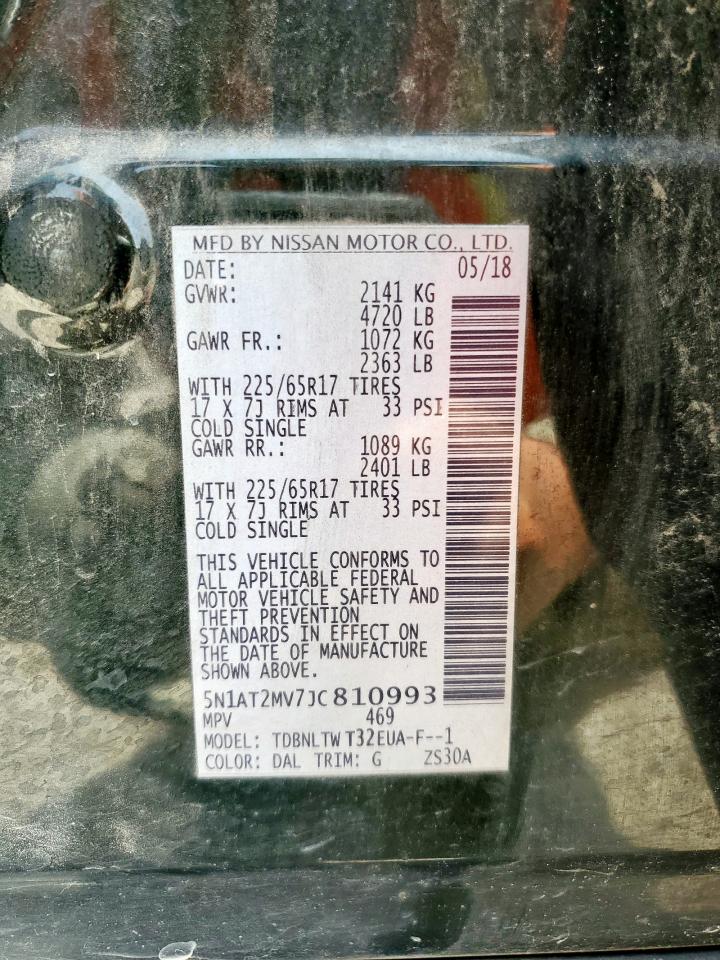 MFD BY NISSAN MOTOR CO., LTD.
DATE: 05/18
GVWR: 2141 KG
4720 LB
GAWR FR.: 1072 KG
2363 LB
WITH 225/65R17 TIRES
17 X 7J RIMS AT 33 PSI
COLD SINGLE
GAWR RR.: 1089 KG
2401 LB
WITH 225/65R17 TIRES
17 X 7J RIMS AT 33 PSI
COLD SINGLE
THIS VEHICLE CONFORMS TO
ALL APPLICABLE FEDERAL
MOTOR VEHICLE SAFETY AND
THEFT PREVENTION
STANDARDS IN EFFECT ON
THE DATE OF MANUFACTURE
SHOWN ABOVE.
5N1AT2MV7JC810993
MPV 469
MODEL: TDBNLTW T32EUA-F--1
COLOR: DAL TRIM: G ZS30A